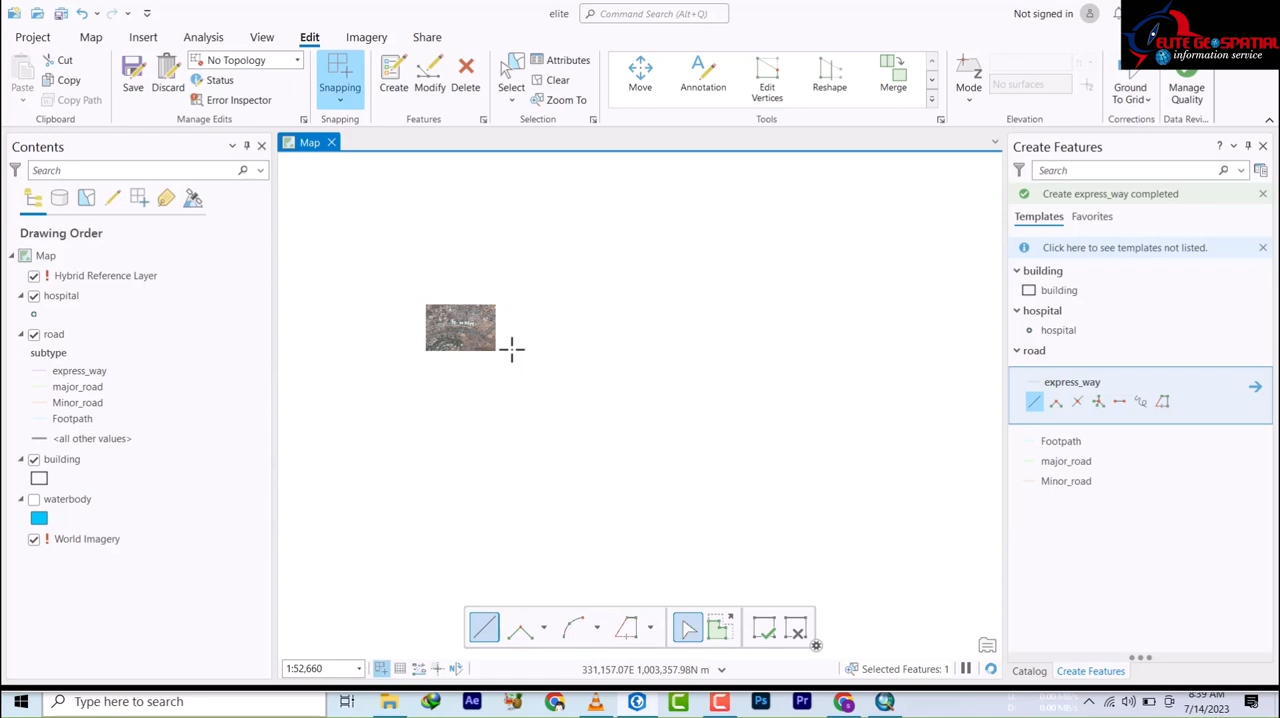 elite
Command Search (Alt+Q)
Not signed in
ELITE GEOSPATIAL
information service
Project Map Insert Analysis View Edit Imagery Share
Paste
Cut
Copy
Copy Path
Clipboard
Save
Discard
No Topology
Status
Error Inspector
Manage Edits
Snapping
Snapping
Create
Modify
Delete
Features
Select
Attributes
Clear
Zoom To
Selection
Move
Annotation
Edit
Vertices
Reshape
Merge
Tools
Mode
No surfaces
ft
Elevation
Ground
To Grid
Corrections
Manage
Quality
Data Revi...
Contents
Search
Drawing Order
Map
Hybrid Reference Layer
hospital
road
subtype
express_way
major_road
Minor_road
Footpath
<all other values>
building
waterbody
World Imagery
Map
1:52,660
331,157.07E 1,003,357.98N m
Selected Features: 1
Create Features
Search
Create express_way completed
Templates Favorites
Click here to see templates not listed.
building
building
hospital
hospital
road
express_way
Footpath
major_road
Minor_road
Catalog Create Features
Type here to search
Ae
Ps
Pr
8:39 AM
7/14/2023